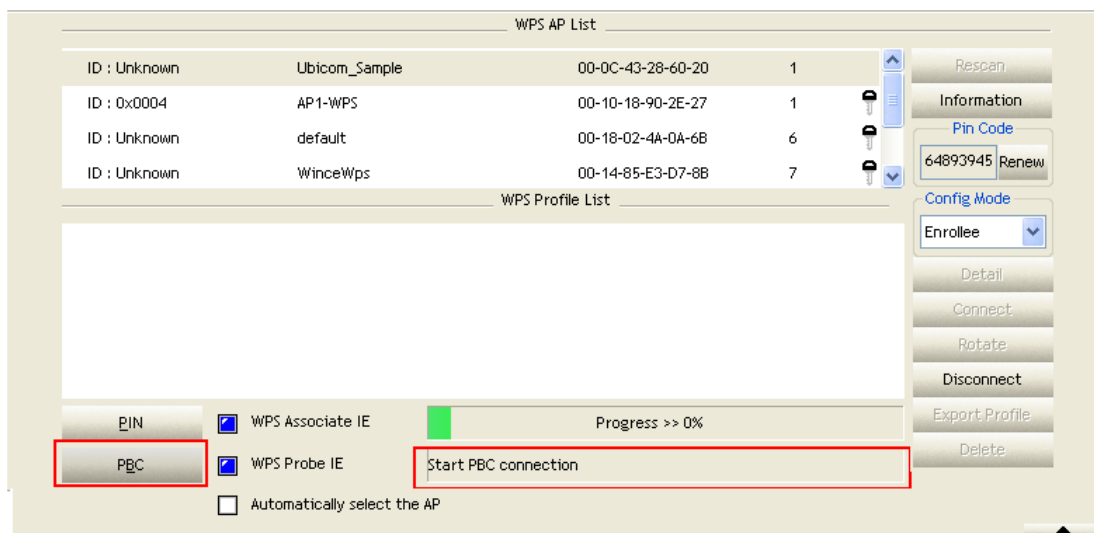 WPS AP List
ID : Unknown Ubicom_Sample 00-0C-43-28-60-20 1 Rescan
ID : 0x0004 AP1-WPS 00-10-18-90-2E-27 1 Information
Pin Code
ID : Unknown default 00-18-02-4A-0A-6B 6
64893945 Renew
ID : Unknown WinceWps 00-14-85-E3-D7-8B 7
WPS Profile List Config Mode
Enrollee
Detail
Connect
Rotate
Disconnect
PIN WPS Associate IE Progress >> 0% Export Profile
PBC WPS Probe IE Start PBC connection Delete
Automatically select the AP